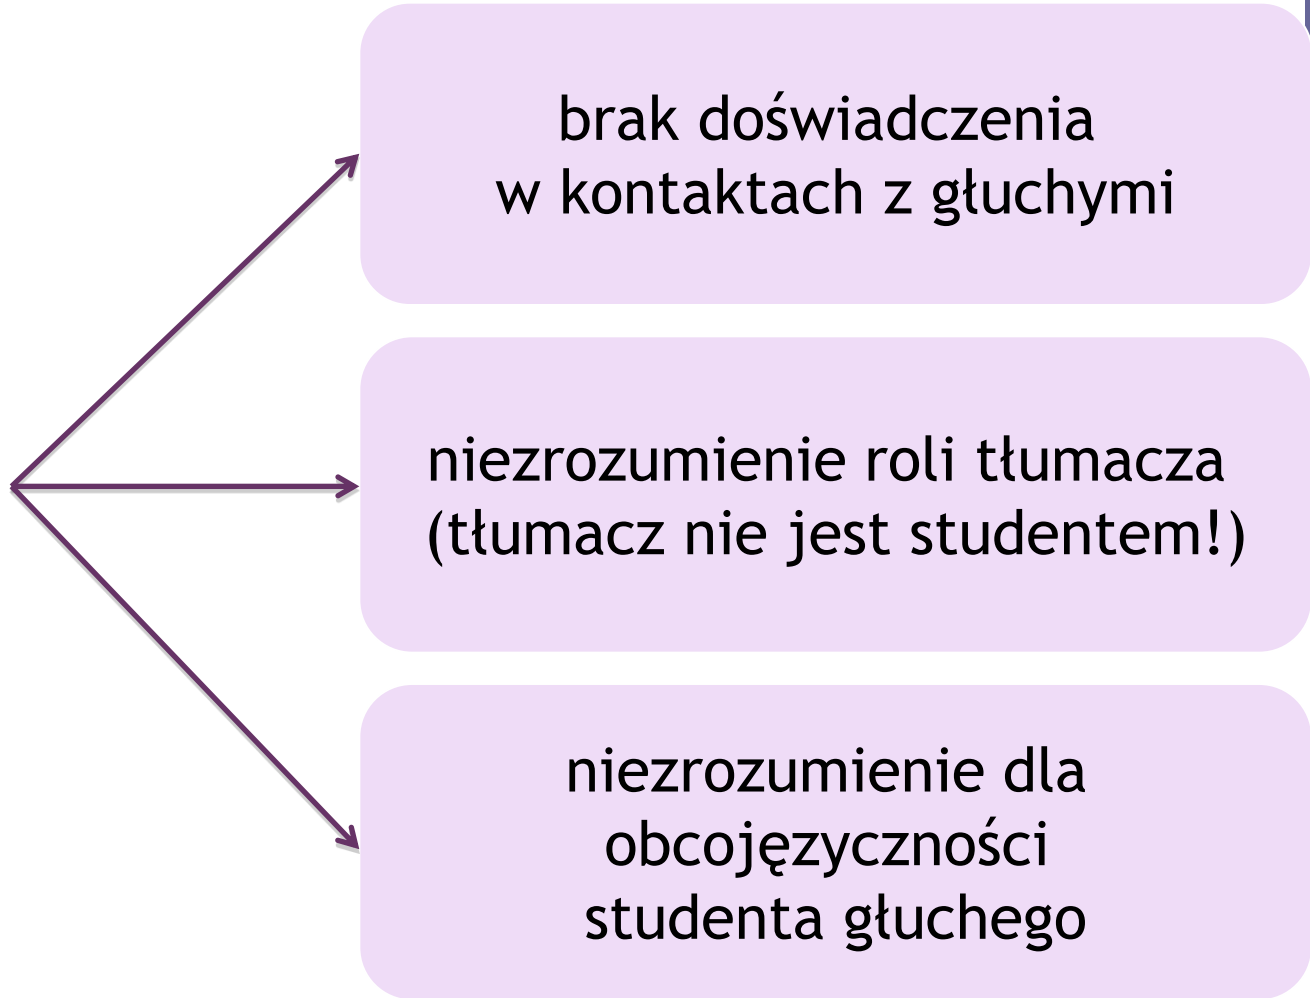 brak doświadczenia
w kontaktach z głuchymi
niezrozumienie roli tłumacza
(tłumacz nie jest studentem!)
niezrozumienie dla
obcojęzyczności
studenta głuchego